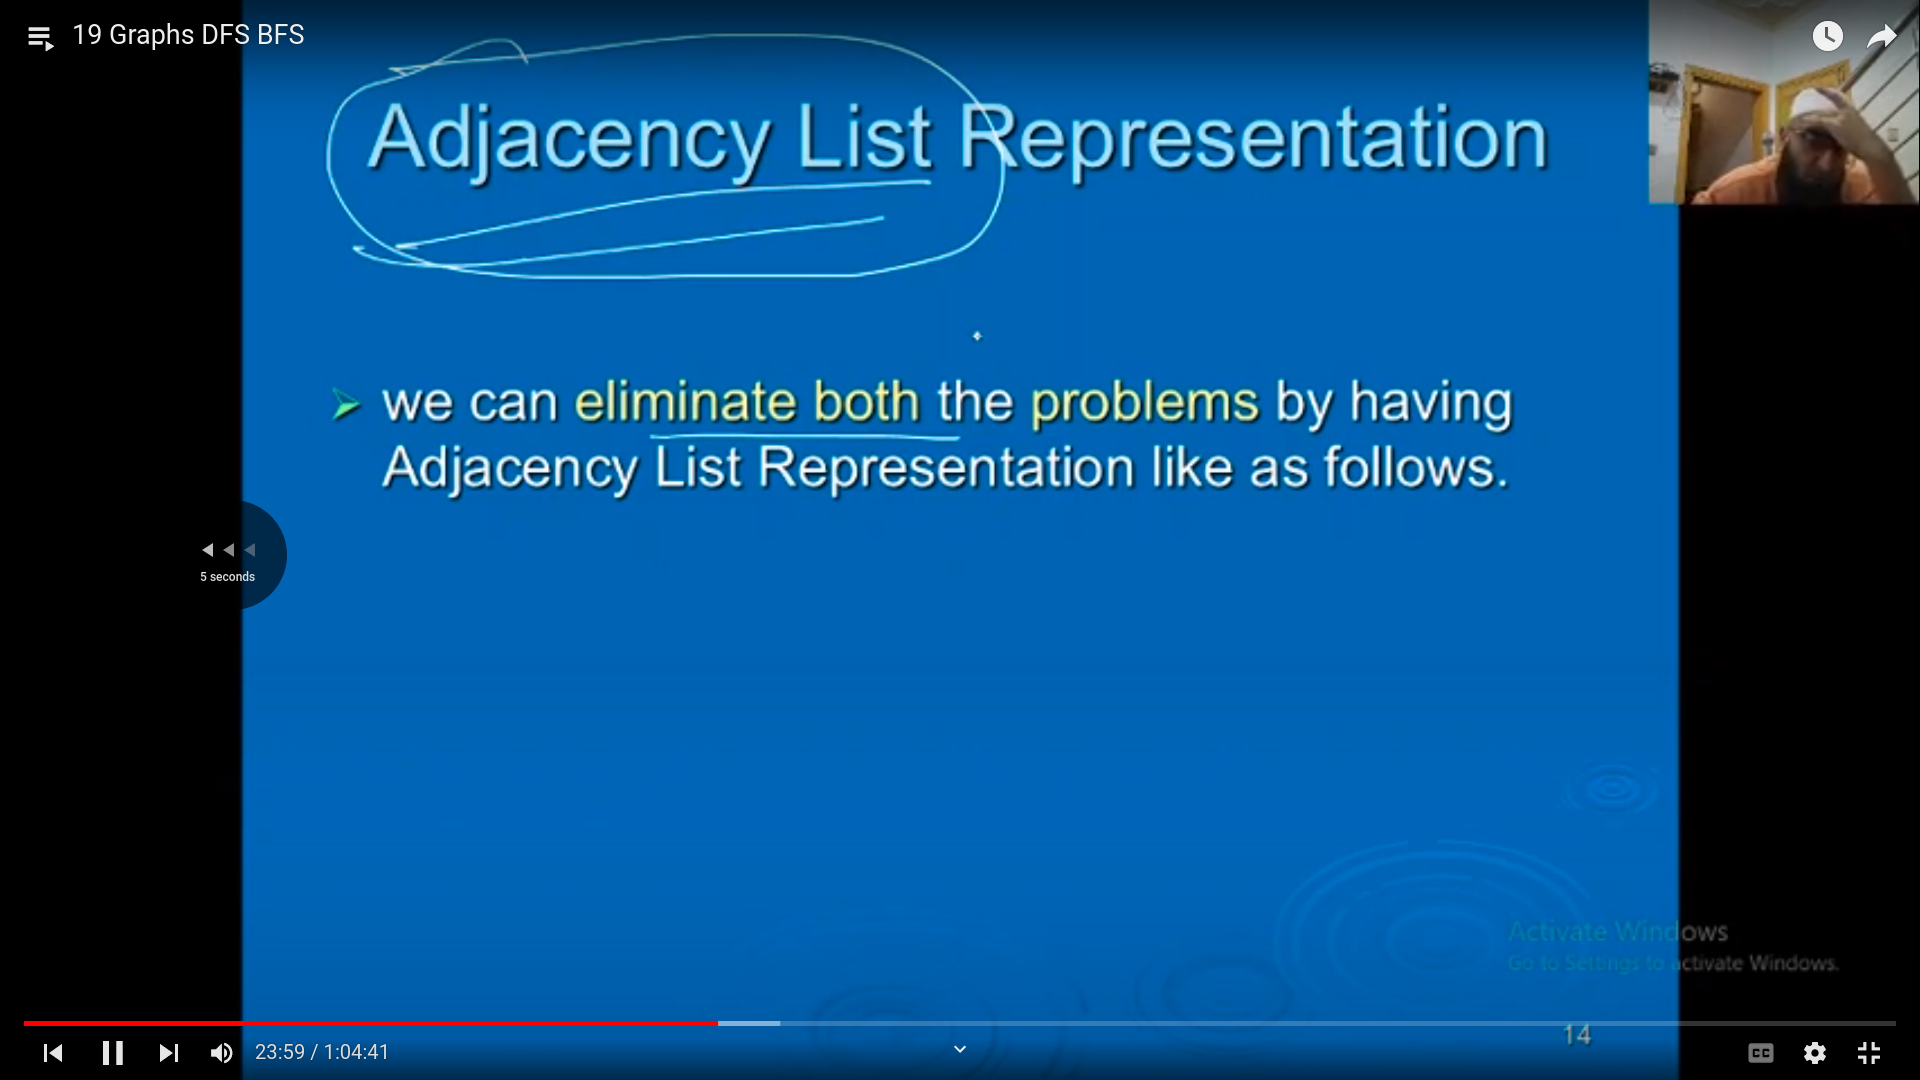 19 Graphs DFS BFS
Adjacency List Representation
we can eliminate both the problems by having
Adjacency List Representation like as follows.
5 seconds
Activate Windows
Go to Settings to activate Windows.
14
23:59 / 1:04:41
CC